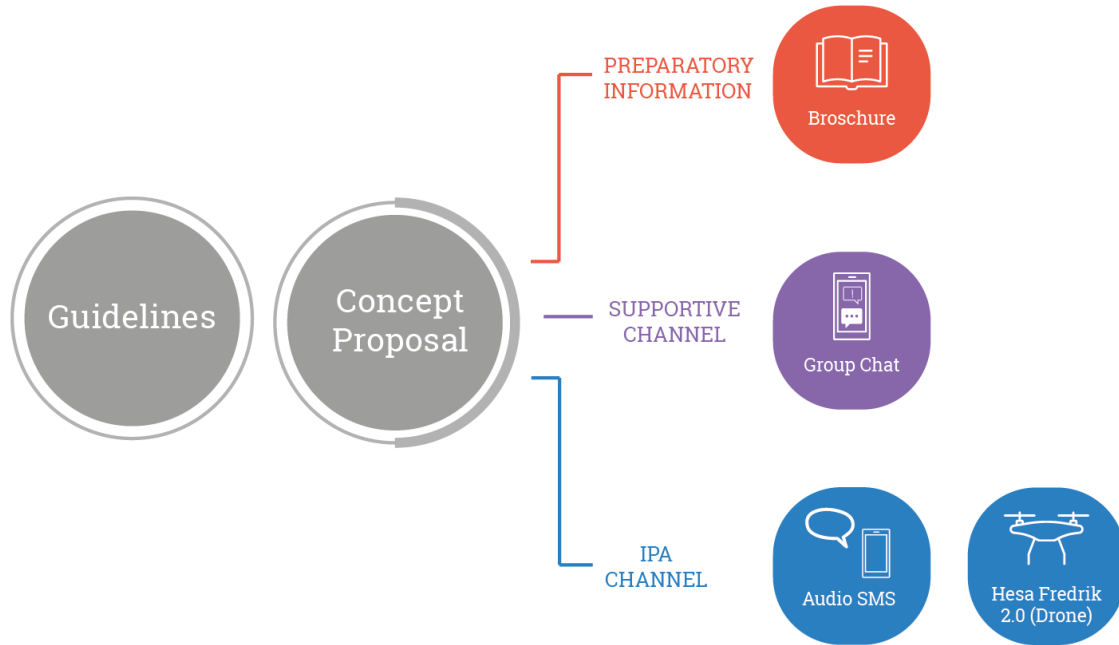 Guidelines
Concept
Proposal
PREPARATORY
INFORMATION
Broschure
SUPPORTIVE
CHANNEL
Group Chat
IPA
CHANNEL
Audio SMS
Hesa Fredrik
2.0 (Drone)